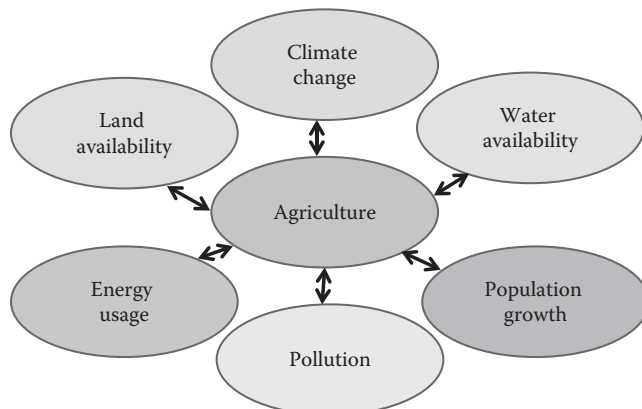 Climate
change
Land
availability
Water
availability
Agriculture
Energy
usage
Population
growth
Pollution